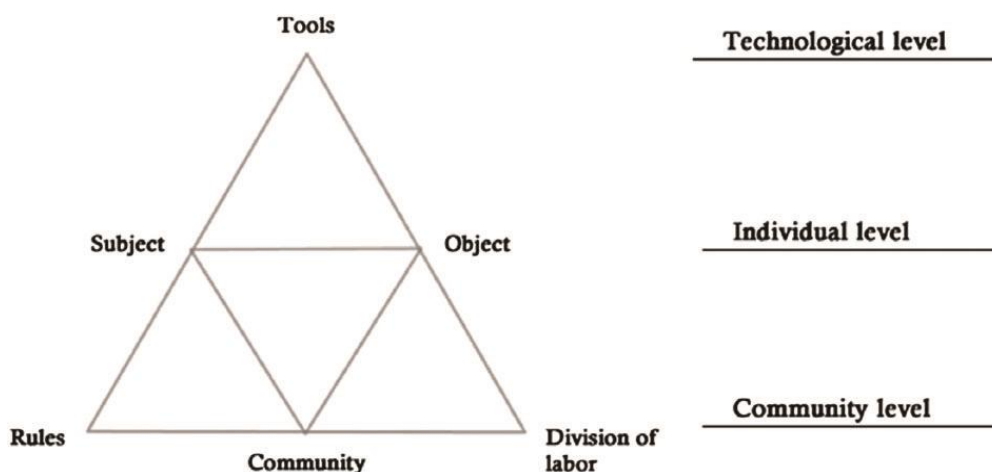 Tools
Technological level
Subject
Object
Individual level
Rules
Community
Division of
labor
Community level